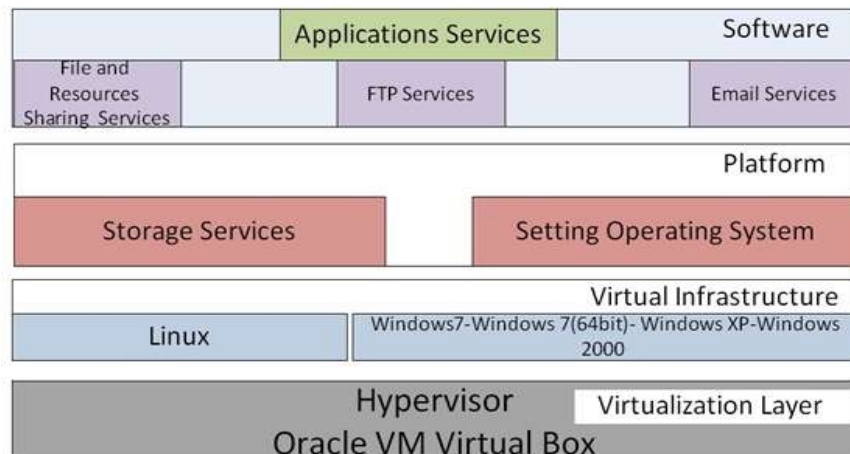 Applications Services
Software
File and
Resources
Sharing Services
FTP Services
Email Services
Platform
Storage Services
Setting Operating System
Virtual Infrastructure
Linux
Windows7-Windows 7(64bit)- Windows XP-Windows
2000
Hypervisor
Virtualization Layer
Oracle VM Virtual Box